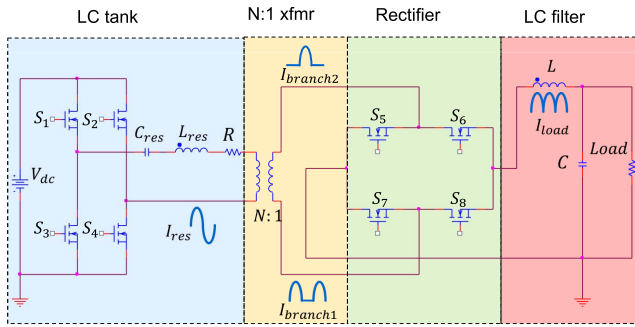 LC tank
N:1 xfmr
Rectifier
LC filter
I_branch2
L
S_1
S_2
C_res
L_res
R
S_5
S_6
I_load
V_dc
C
Load
N: 1
S_7
S_8
S_3
S_4
I_res
I_branch1